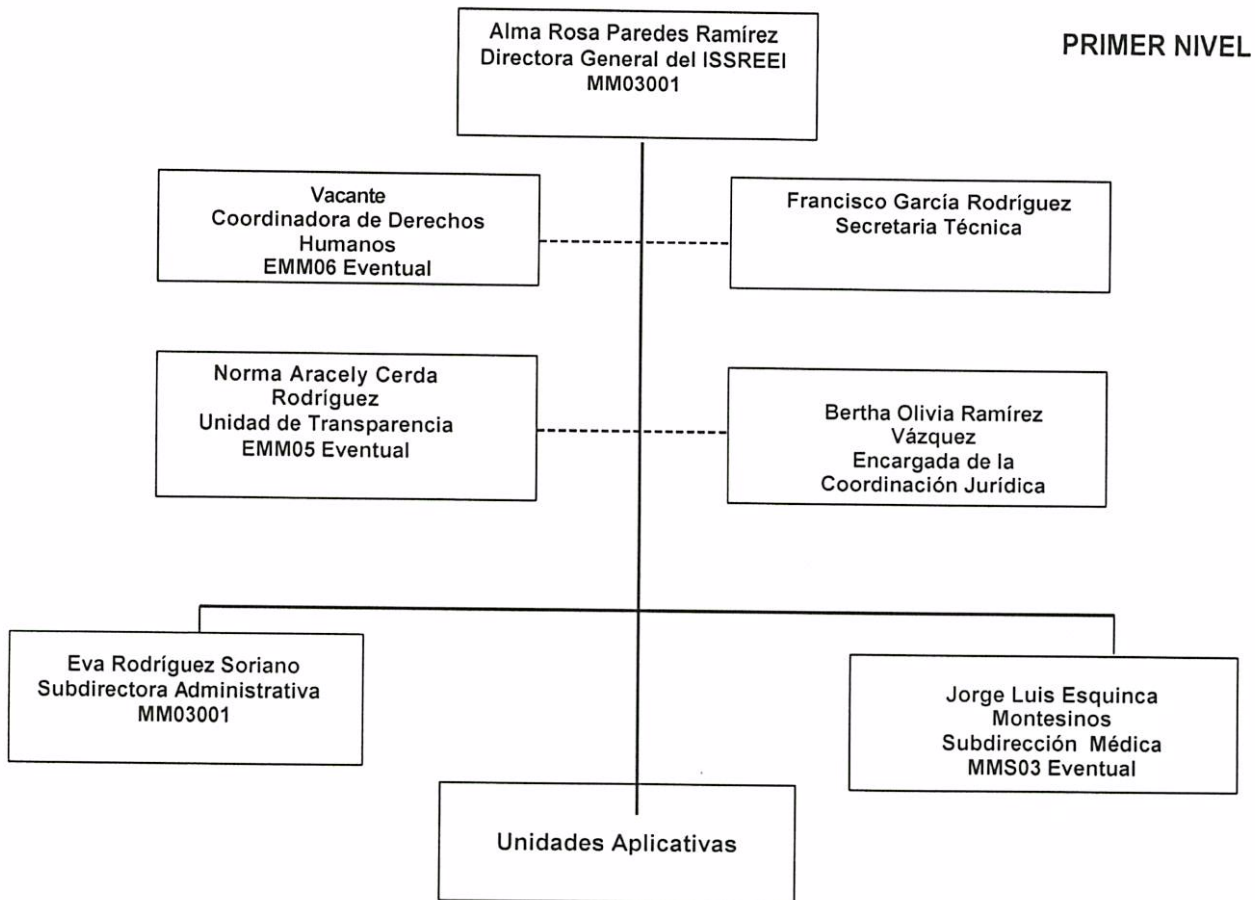 Alma Rosa Paredes Ramírez
Directora General del ISSREEI
MM03001
PRIMER NIVEL
Vacante
Coordinadora de Derechos
Humanos
EMM06 Eventual
Francisco García Rodríguez
Secretaria Técnica
Norma Aracely Cerda
Rodríguez
Unidad de Transparencia
EMM05 Eventual
Bertha Olivia Ramírez
Vázquez
Encargada de la
Coordinación Jurídica
Eva Rodríguez Soriano
Subdirectora Administrativa
MM03001
Jorge Luis Esquinca
Montesinos
Subdirección Médica
MMS03 Eventual
Unidades Aplicativas